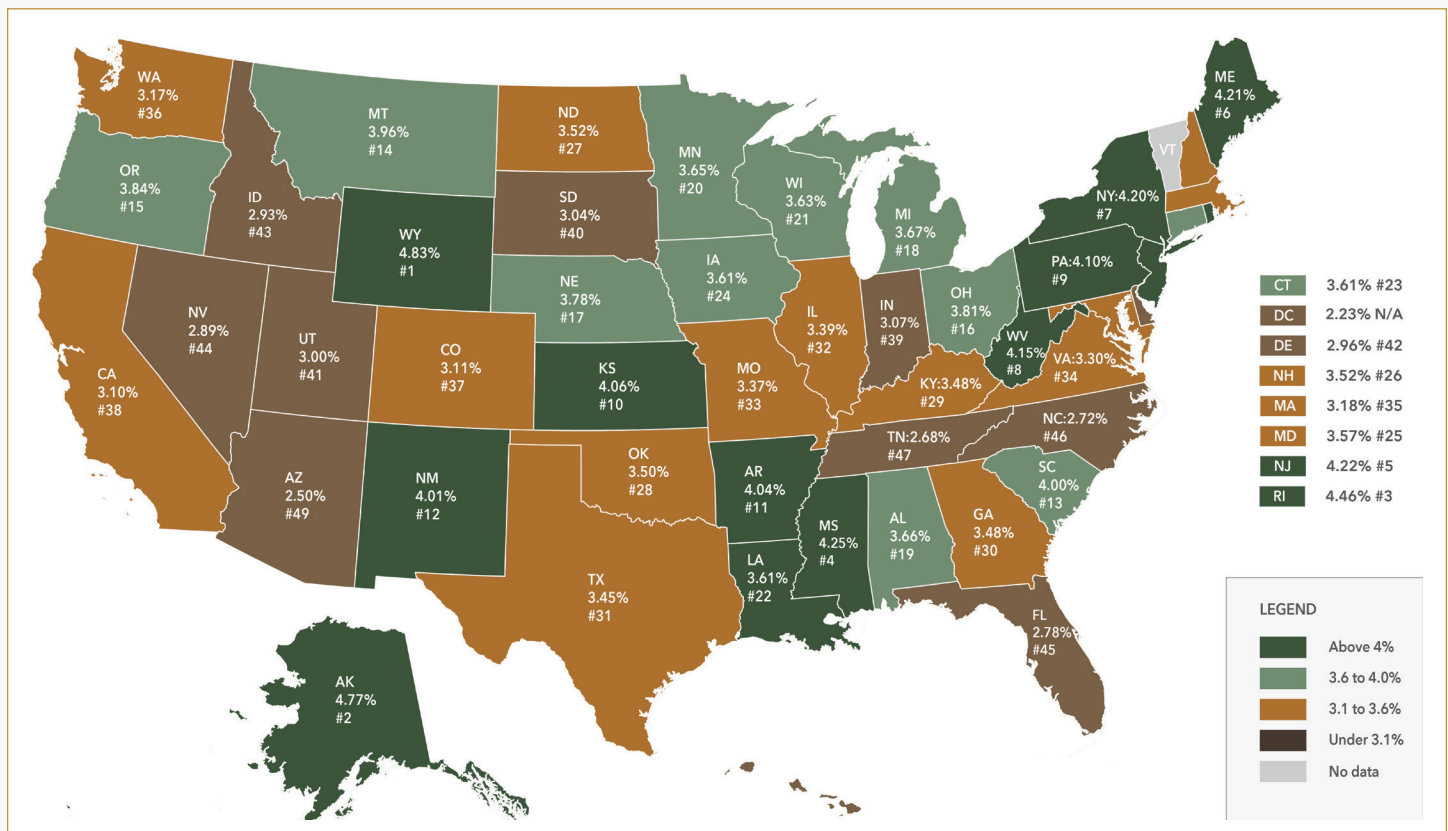 WA
3.17%
#36
MT
3.96%
#14
ND
3.52%
#27
MN
3.65%
#20
ME
4.21%
#6
VT
OR
3.84%
#15
ID
2.93%
#43
WY
4.83%
#1
SD
3.04%
#40
WI
3.63%
#21
MI
3.67%
#18
NY:4.20%
#7
NV
2.89%
#44
UT
3.00%
#41
NE
3.78%
#17
IA
3.61%
#24
IL
3.39%
#32
IN
3.07%
#39
OH
3.81%
#16
PA:4.10%
#9
CA
3.10%
#38
CO
3.11%
#37
KS
4.06%
#10
MO
3.37%
#33
KY:3.48%
#29
WV
4.15%
#8
VA:3.30%
#34
AZ
2.50%
#49
NM
4.01%
#12
OK
3.50%
#28
AR
4.04%
#11
TN:2.68%
#47
NC:2.72%
#46
SC
4.00%
#13
TX
3.45%
#31
LA
3.61%
#22
MS
4.25%
#4
AL
3.66%
#19
GA
3.48%
#30
FL
2.78%
#45
AK
4.77%
#2
CT 3.61% #23
DC 2.23% N/A
DE 2.96% #42
NH 3.52% #26
MA 3.18% #35
MD 3.57% #25
NJ 4.22% #5
RI 4.46% #3
LEGEND
Above 4%
3.6 to 4.0%
3.1 to 3.6%
Under 3.1%
No data